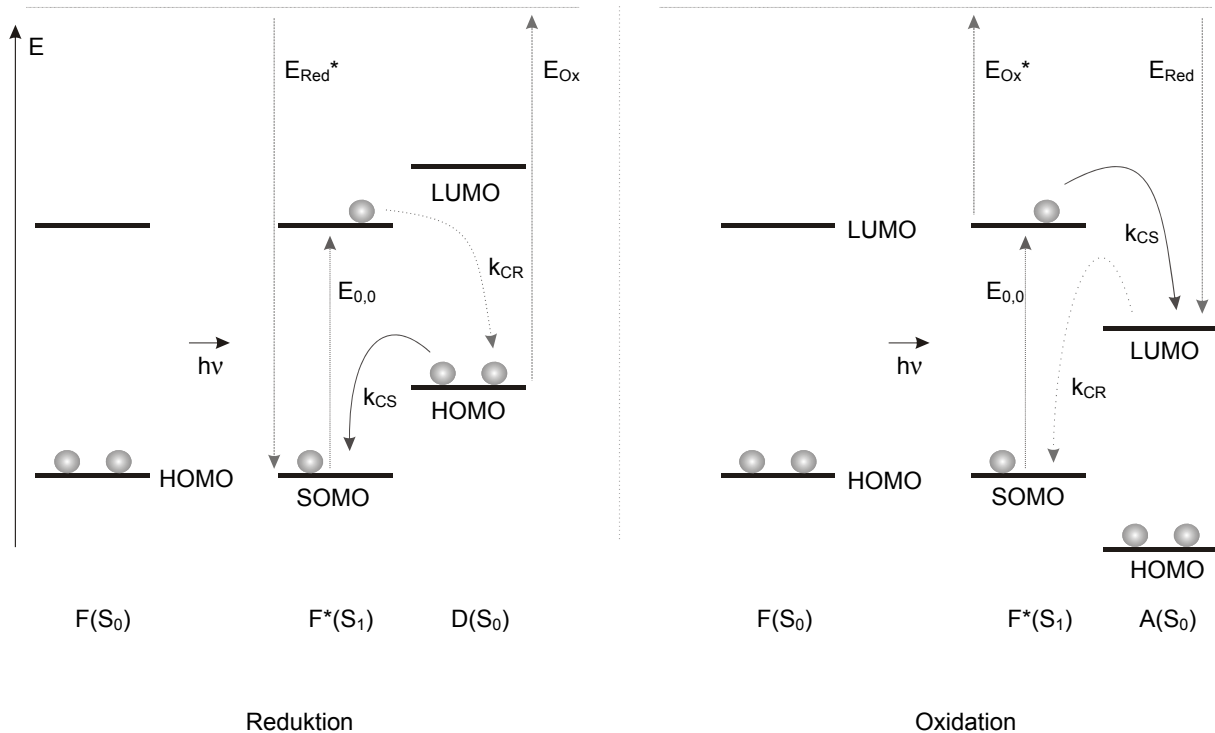 E
E_Red*
E_Ox
LUMO
k_CR
E_0,0
hν
k_CS
HOMO
HOMO
SOMO
F(S_0)
F*(S_1)
D(S_0)
Reduktion
E_Ox*
E_Red
LUMO
k_CS
E_0,0
hν
LUMO
k_CR
HOMO
SOMO
HOMO
F(S_0)
F*(S_1)
A(S_0)
Oxidation